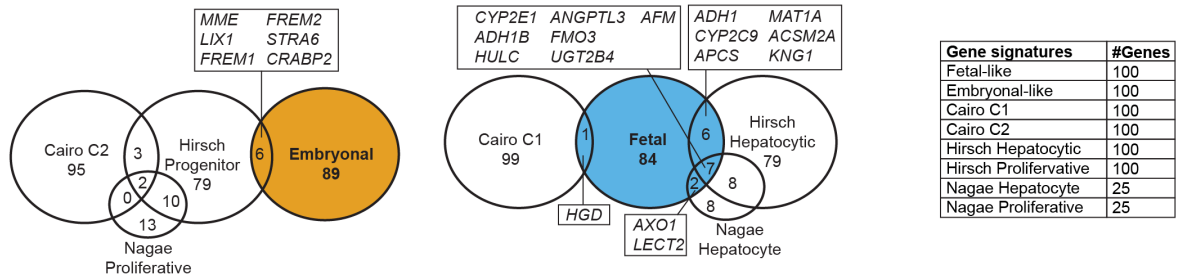 MME FREM2
LIX1 STRA6
FREM1 CRABP2
Cairo C2
95
3
Hirsch
Progenitor
79
6
Embryonal
89
2
0
10
13
Nagae
Proliferative
CYP2E1 ANGPTL3 AFM
ADH1B FMO3
HULC UGT2B4
ADH1 MAT1A
CYP2C9 ACSM2A
APCS KNG1
Cairo C1
99
1
Fetal
84
6
Hirsch
Hepatocytic
79
7
2
8
8
HGD
AXO1
LECT2
Nagae
Hepatocyte
Gene signatures #Genes
Fetal-like 100
Embryonal-like 100
Cairo C1 100
Cairo C2 100
Hirsch Hepatocytic 100
Hirsch Proliferative 100
Nagae Hepatocyte 25
Nagae Proliferative 25